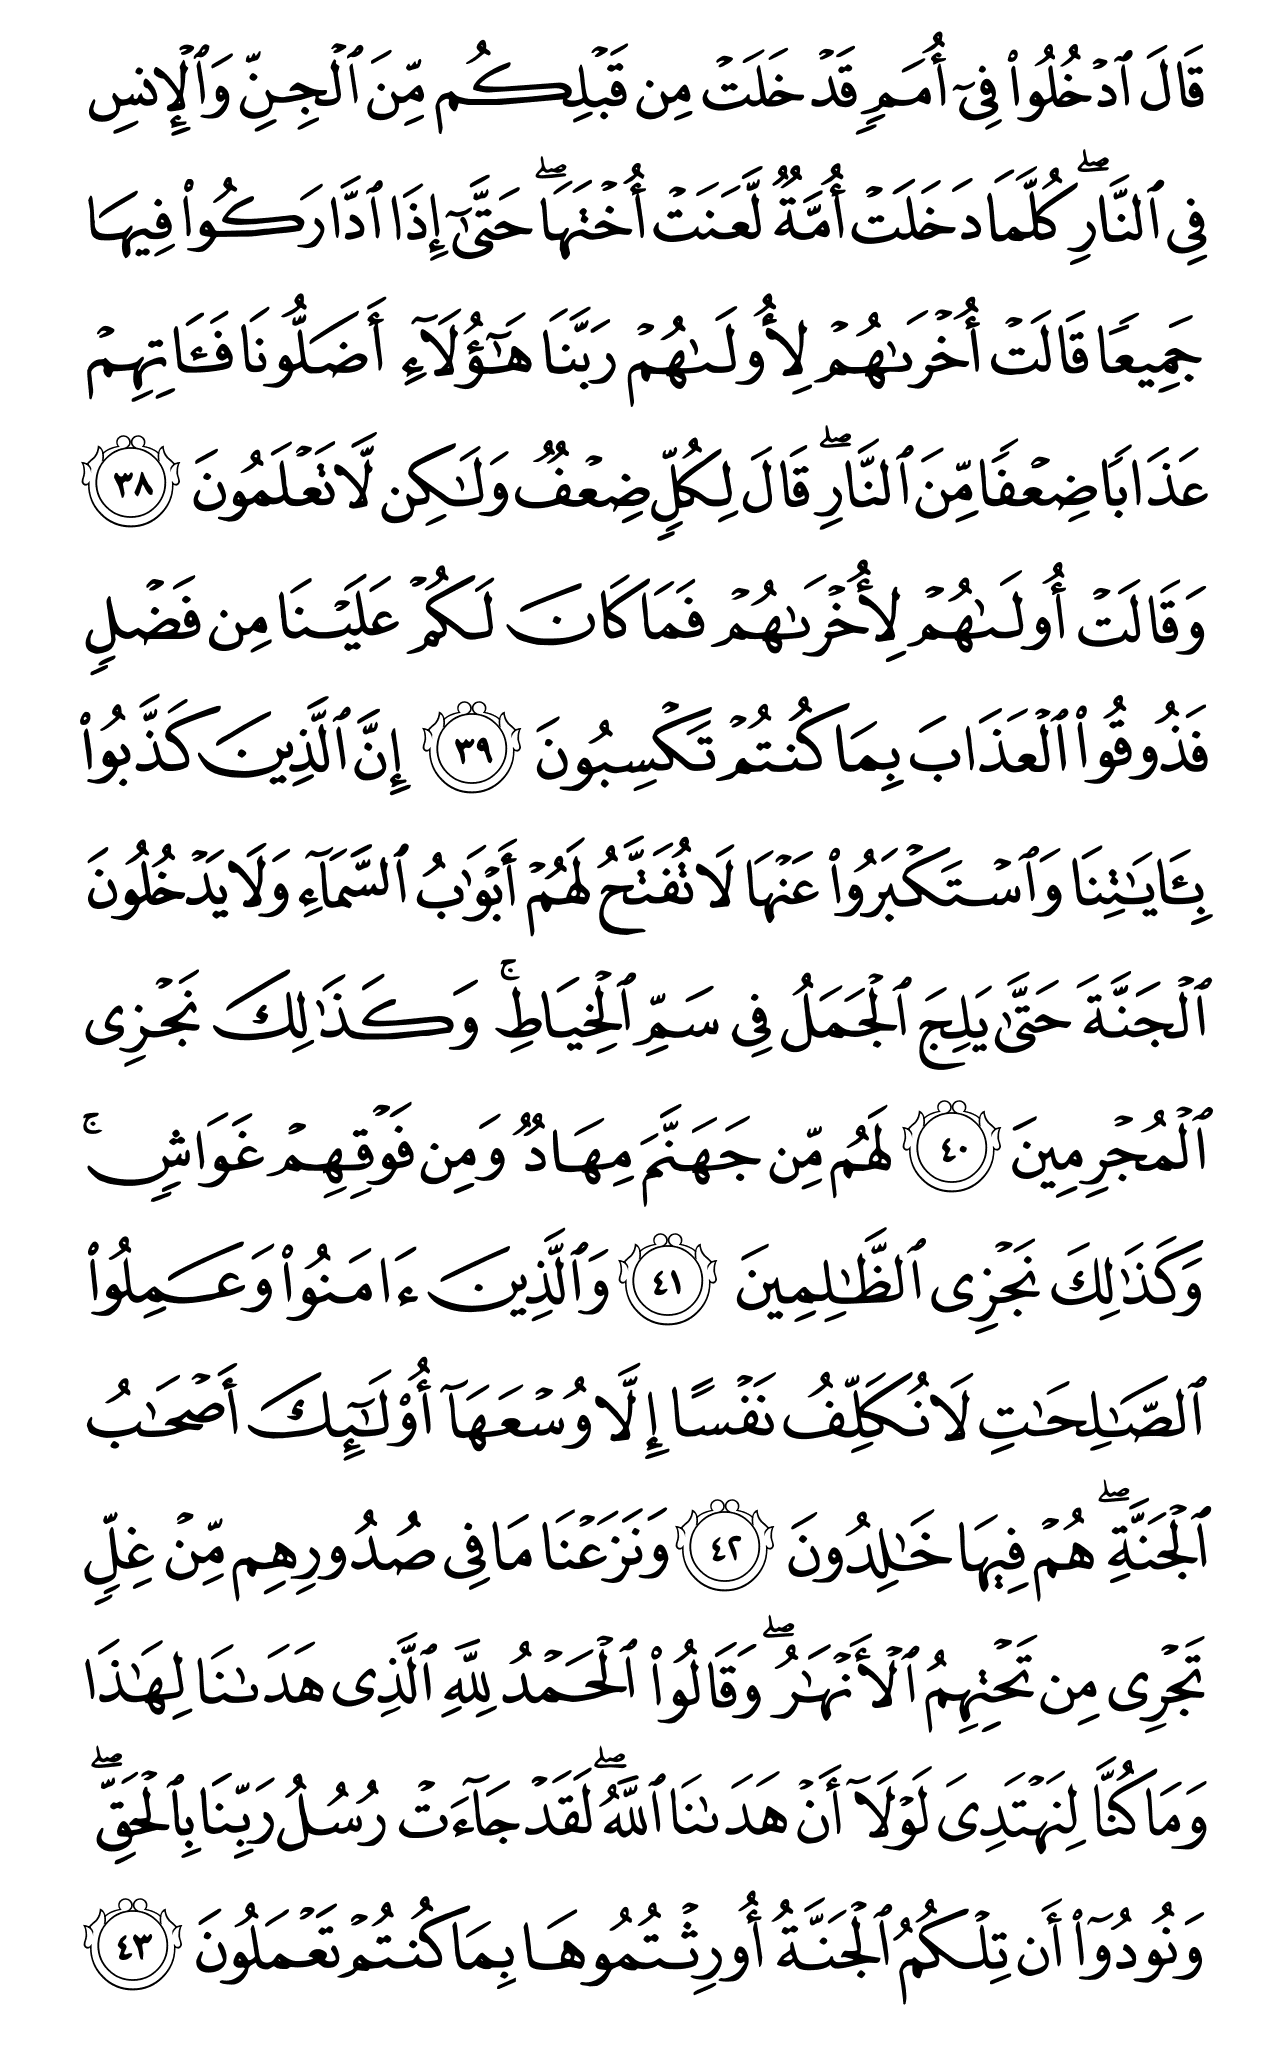 قَالَ ٱدۡخُلُواْ فِيٓ أُمَمٖ قَدۡ خَلَتۡ مِن قَبۡلِكُم مِّنَ ٱلۡجِنِّ وَٱلۡإِنسِ
فِي ٱلنَّارِۖ كُلَّمَا دَخَلَتۡ أُمَّةٞ لَّعَنَتۡ أُخۡتَهَاۖ حَتَّىٰٓ إِذَا ٱدَّارَكُواْ فِيهَا
جَمِيعٗا قَالَتۡ أُخۡرَىٰهُمۡ لِأُولَىٰهُمۡ رَبَّنَا هَٰٓؤُلَآءِ أَضَلُّونَا فَـَٔاتِهِمۡ
عَذَابٗا ضِعۡفٗا مِّنَ ٱلنَّارِۖ قَالَ لِكُلّٖ ضِعۡفٞ وَلَٰكِن لَّا تَعۡلَمُونَ ٣٨
وَقَالَتۡ أُولَىٰهُمۡ لِأُخۡرَىٰهُمۡ فَمَا كَانَ لَكُمۡ عَلَيۡنَا مِن فَضۡلٖ
فَذُوقُواْ ٱلۡعَذَابَ بِمَا كُنتُمۡ تَكۡسِبُونَ ٣٩ إِنَّ ٱلَّذِينَ كَذَّبُواْ
بِـَٔايَٰتِنَا وَٱسۡتَكۡبَرُواْ عَنۡهَا لَا تُفَتَّحُ لَهُمۡ أَبۡوَٰبُ ٱلسَّمَآءِ وَلَا يَدۡخُلُونَ
ٱلۡجَنَّةَ حَتَّىٰ يَلِجَ ٱلۡجَمَلُ فِي سَمِّ ٱلۡخِيَاطِۚ وَكَذَٰلِكَ نَجۡزِي
ٱلۡمُجۡرِمِينَ ٤٠ لَهُم مِّن جَهَنَّمَ مِهَادٞ وَمِن فَوۡقِهِمۡ غَوَاشٖۚ
وَكَذَٰلِكَ نَجۡزِي ٱلظَّٰلِمِينَ ٤١ وَٱلَّذِينَ ءَامَنُواْ وَعَمِلُواْ
ٱلصَّٰلِحَٰتِ لَا نُكَلِّفُ نَفۡسًا إِلَّا وُسۡعَهَآ أُوْلَٰٓئِكَ أَصۡحَٰبُ
ٱلۡجَنَّةِۖ هُمۡ فِيهَا خَٰلِدُونَ ٤٢ وَنَزَعۡنَا مَا فِي صُدُورِهِم مِّنۡ غِلّٖ
تَجۡرِي مِن تَحۡتِهِمُ ٱلۡأَنۡهَٰرُۖ وَقَالُواْ ٱلۡحَمۡدُ لِلَّهِ ٱلَّذِي هَدَىٰنَا لِهَٰذَا
وَمَا كُنَّا لِنَهۡتَدِيَ لَوۡلَآ أَنۡ هَدَىٰنَا ٱللَّهُۖ لَقَدۡ جَآءَتۡ رُسُلُ رَبِّنَا بِٱلۡحَقِّۖ
وَنُودُوٓاْ أَن تِلۡكُمُ ٱلۡجَنَّةُ أُورِثۡتُمُوهَا بِمَا كُنتُمۡ تَعۡمَلُونَ ٤٣